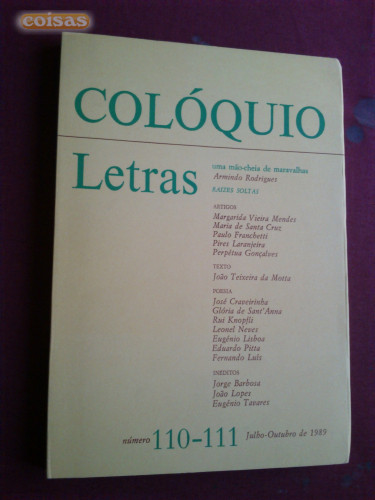 coisas
COLÓQUIO
Letras
uma mão-cheia de maravalhas
Armindo Rodrigues
RAIZES SOLTAS
ARTIGOS
Margarida Vieira Mendes
Maria de Santa Cruz
Paulo Franchetti
Pires Laranjeira
Perpétua Gonçalves
TEXTO
João Teixeira da Motta
POESIA
José Craveirinha
Glória de Sant'Anna
Rui Knopfli
Leonel Neves
Eugénio Lisboa
Eduardo Pitta
Fernando Luís
INÉDITOS
Jorge Barbosa
João Lopes
Eugénio Tavares
número 110-111 Julho-Outubro de 1989